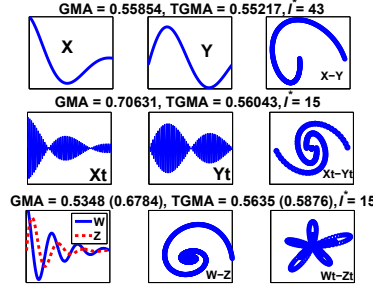 GMA = 0.55854, TGMA = 0.55217, l* = 43
X Y X−Y
GMA = 0.70631, TGMA = 0.56043, l* = 15
Xt Yt Xt−Yt
GMA = 0.5348 (0.6784), TGMA = 0.5635 (0.5876), l* = 15
W
Z
W−Z Wt−Zt